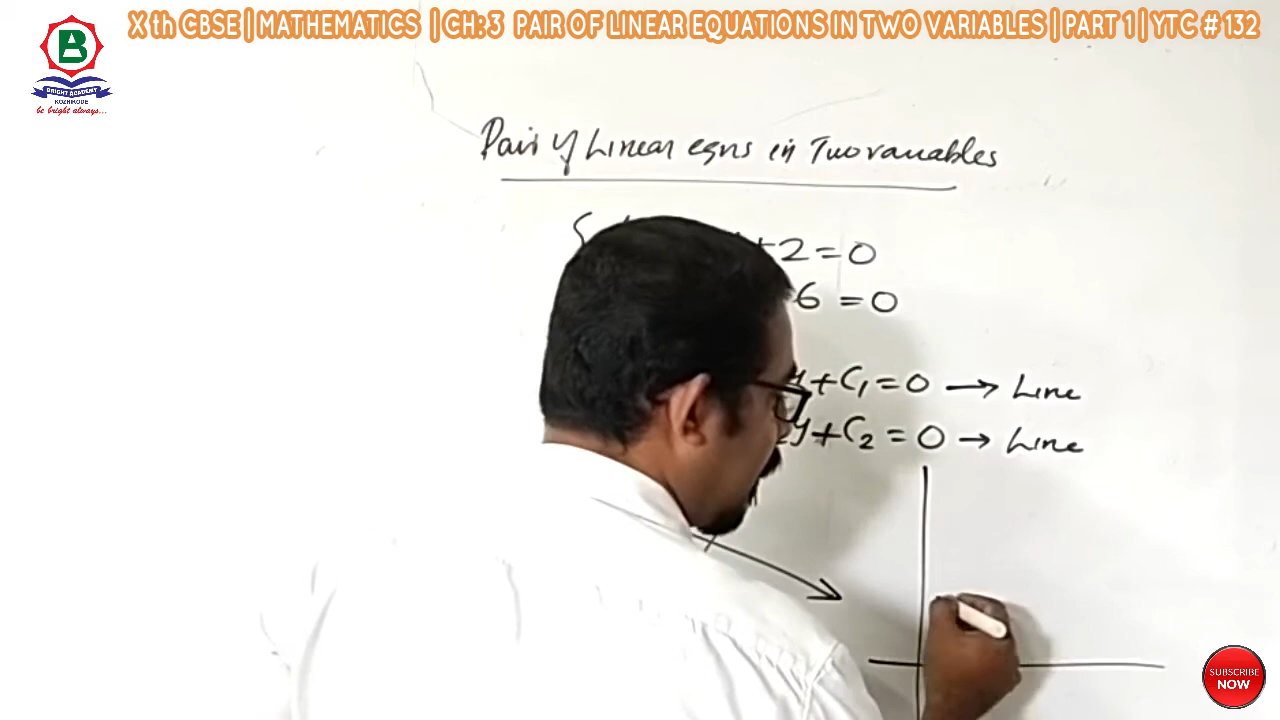 X th CBSE | MATHEMATICS | CH: 3 PAIR OF LINEAR EQUATIONS IN TWO VARIABLES | PART 1 | YTC # 132
B
BRIGHT ACADEMY
KOZHIKODE
be bright always...
Pair of Linear eqns in Two variables
+2=0
6 =0
y+C₁=0 → Line
y+C₂ = 0 → Line
SUBSCRIBE
NOW